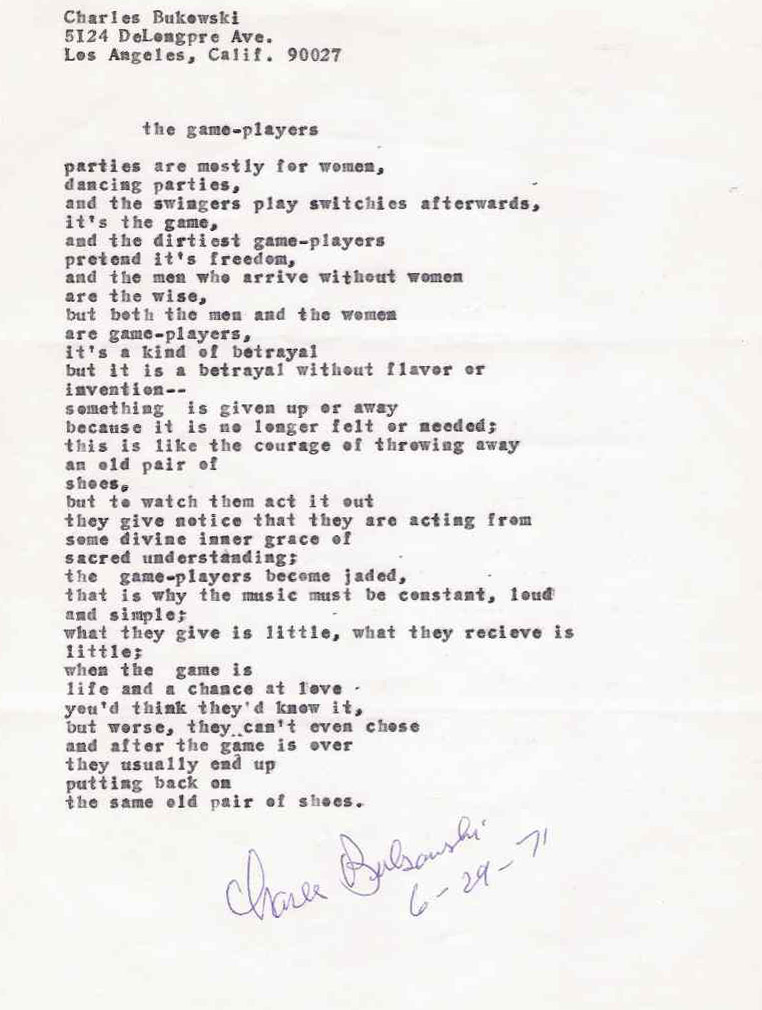 Charles Bukowski
5I24 DeLongpre Ave.
Los Angeles, Calif. 90027
the game-players
parties are mostly for women,
dancing parties,
and the swingers play switchies afterwards,
it's the game,
and the dirtiest game-players
pretend it's freedom,
and the men who arrive without women
are the wise,
but both the men and the women
are game-players,
it's a kind of betrayal
but it is a betrayal without flavor or
invention--
something  is given up or away
because it is no longer felt or needed;
this is like the courage of throwing away
an old pair of
shoes,
but to watch them act it out
they give notice that they are acting from
some divine inner grace of
sacred understanding;
the  game-players become jaded,
that is why the music must be constant, loud
and simple;
what they give is little, what they recieve is
little;
when the  game is
life and a chance at love
you'd think they'd know it,
but worse, they can't even chose
and after the game is over
they usually end up
putting back on
the same old pair of shoes.
Charles Bukowski
6-29-71